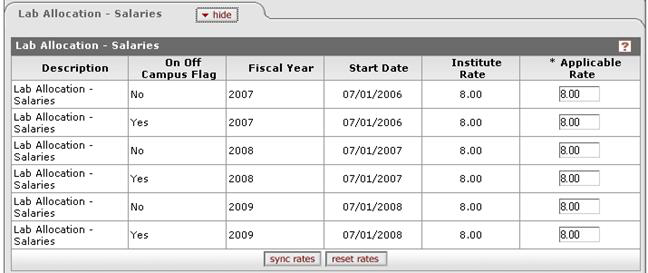 Lab Allocation - Salaries ▼ hide
Lab Allocation - Salaries ?
Description On Off Campus Flag Fiscal Year Start Date Institute Rate * Applicable Rate
Lab Allocation - Salaries No 2007 07/01/2006 8.00 8.00
Lab Allocation - Salaries Yes 2007 07/01/2006 8.00 8.00
Lab Allocation - Salaries No 2008 07/01/2007 8.00 8.00
Lab Allocation - Salaries Yes 2008 07/01/2007 8.00 8.00
Lab Allocation - Salaries No 2009 07/01/2008 8.00 8.00
Lab Allocation - Salaries Yes 2009 07/01/2008 8.00 8.00
sync rates reset rates